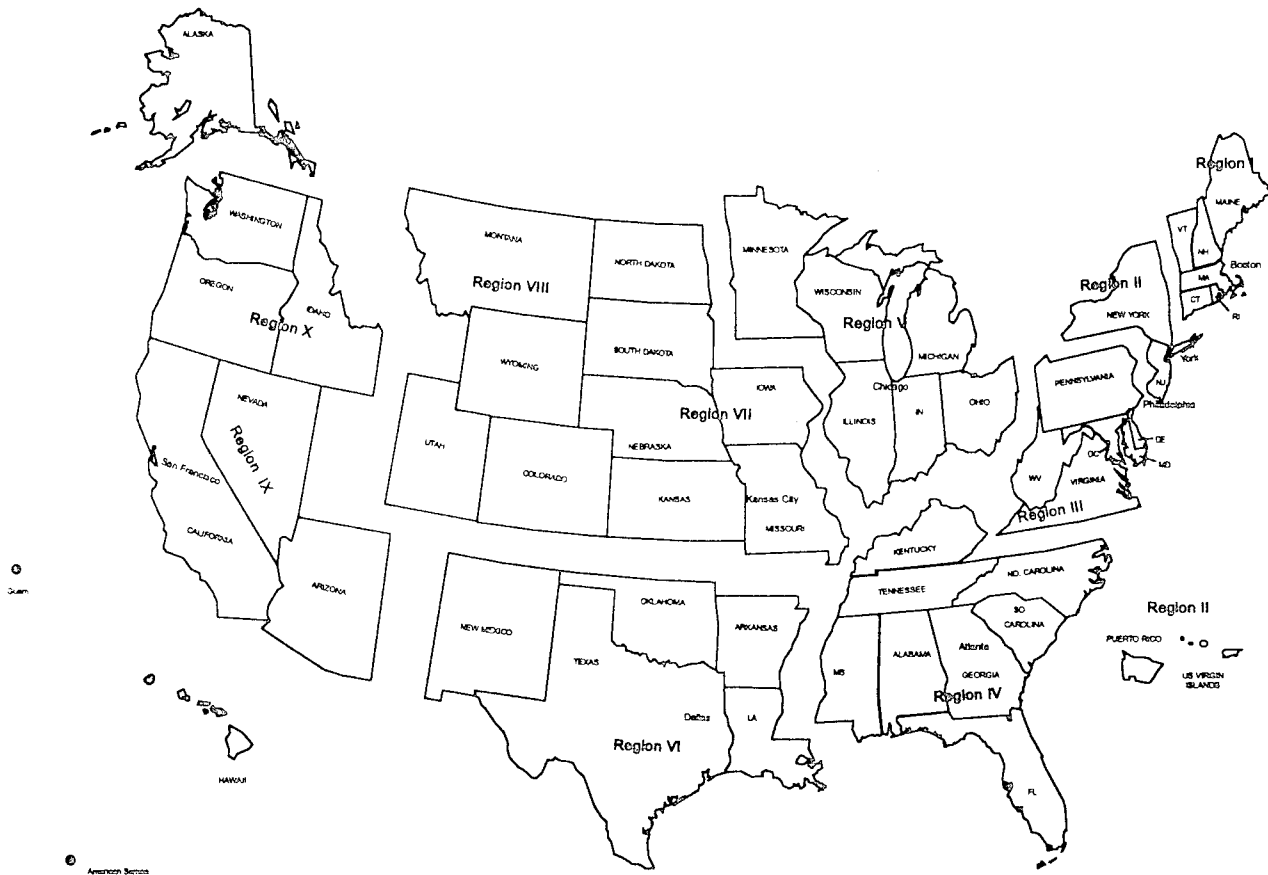 ALASKA
Region I
MAINE
WASHINGTON
VT
NH
MONTANA
MINNESOTA
NORTH DAKOTA
Boston
MA
OREGON
Region VIII
Region II
WISCONSIN
CT
IDAHO
NEW YORK
RI
Region X
Region V
SOUTH DAKOTA
MICHIGAN
York
WYOMING
PENNSYLVANIA
NJ
Chicago
IOWA
NEVADA
OHIO
Philadelphia
Region VII
ILLINOIS
IN
UTAH
NEBRASKA
DE
Region IX
DC
MD
San Francisco
COLORADO
WV
VIRGINIA
KANSAS
Kansas City
Region III
MISSOURI
CALIFORNIA
KENTUCKY
NO. CAROLINA
ARIZONA
TENNESSEE
Guam
OKLAHOMA
SO
CAROLINA
Region II
NEW MEXICO
ARKANSAS
PUERTO RICO
TEXAS
MS
ALABAMA
Atlanta
GEORGIA
US VIRGIN
ISLANDS
Region IV
Dallas
LA
Region VI
HAWAII
FL
American Samoa